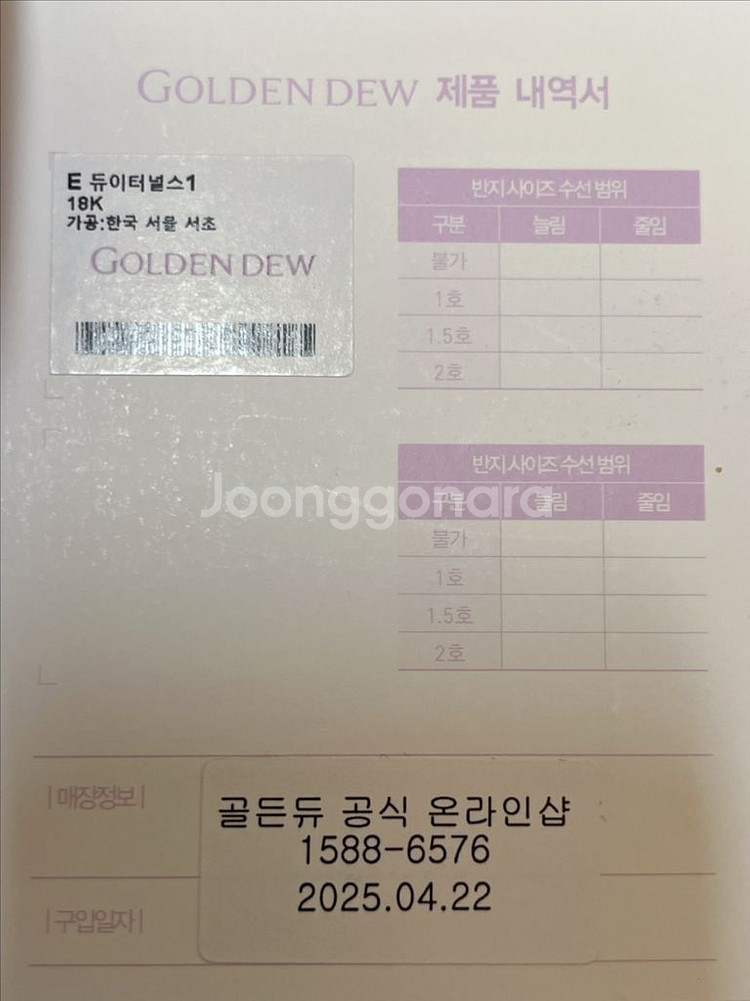 GOLDEN DEW 제품 내역서
E 듀이터널스1
18K
가공:한국 서울 서초
GOLDEN DEW
반지 사이즈 수선 범위
구분 늘림 줄임
불가
1호
1.5호
2호
반지 사이즈 수선 범위
구분 늘림 줄임
불가
1호
1.5호
2호
Joonggonara
|매장정보|
골든듀 공식 온라인샵
1588-6576
2025.04.22
|구입일자|